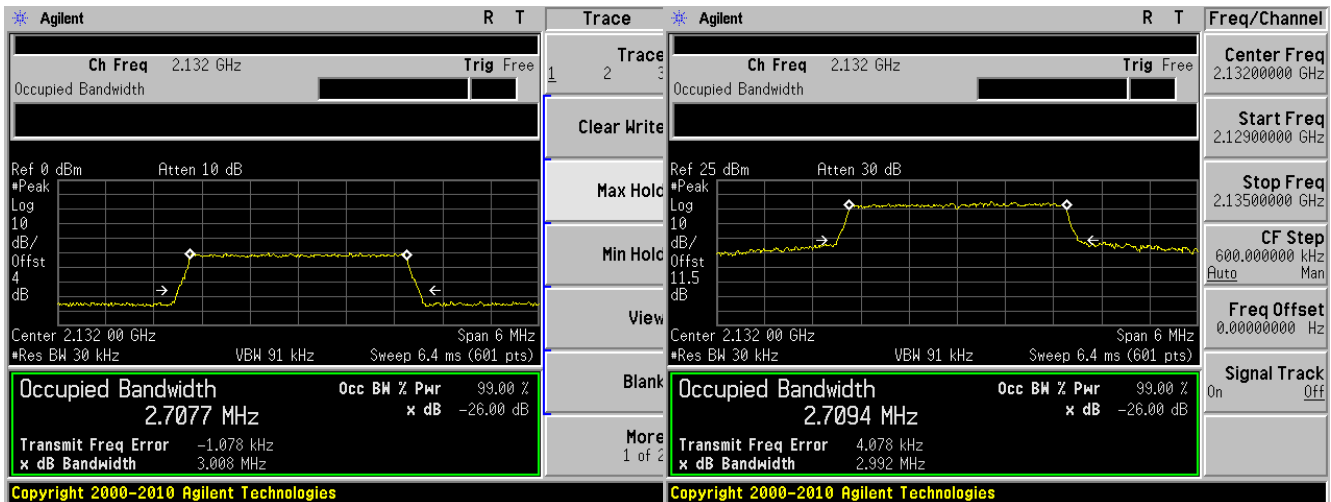 Agilent R T Trace
Ch Freq 2.132 GHz Trig Free
Occupied Bandwidth
Ref 0 dBm Atten 10 dB
#Peak
Log
10
dB/
Offst
4
dB
Center 2.132 00 GHz Span 6 MHz
#Res BW 30 kHz VBW 91 kHz Sweep 6.4 ms (601 pts)
Occupied Bandwidth Occ BW % Pwr 99.00 %
2.7077 MHz x dB -26.00 dB
Transmit Freq Error -1.078 kHz
x dB Bandwidth 3.008 MHz
Copyright 2000-2010 Agilent Technologies
Trace
1 2 3
Clear Write
Max Hold
Min Hold
View
Blank
More
1 of 2
Agilent R T Freq/Channel
Ch Freq 2.132 GHz Trig Free
Occupied Bandwidth
Ref 25 dBm Atten 30 dB
#Peak
Log
10
dB/
Offst
11.5
dB
Center 2.132 00 GHz Span 6 MHz
#Res BW 30 kHz VBW 91 kHz Sweep 6.4 ms (601 pts)
Occupied Bandwidth Occ BW % Pwr 99.00 %
2.7094 MHz x dB -26.00 dB
Transmit Freq Error 4.078 kHz
x dB Bandwidth 2.992 MHz
Copyright 2000-2010 Agilent Technologies
Center Freq
2.13200000 GHz
Start Freq
2.12900000 GHz
Stop Freq
2.13500000 GHz
CF Step
600.000000 kHz
Auto Man
Freq Offset
0.00000000 Hz
Signal Track
On Off